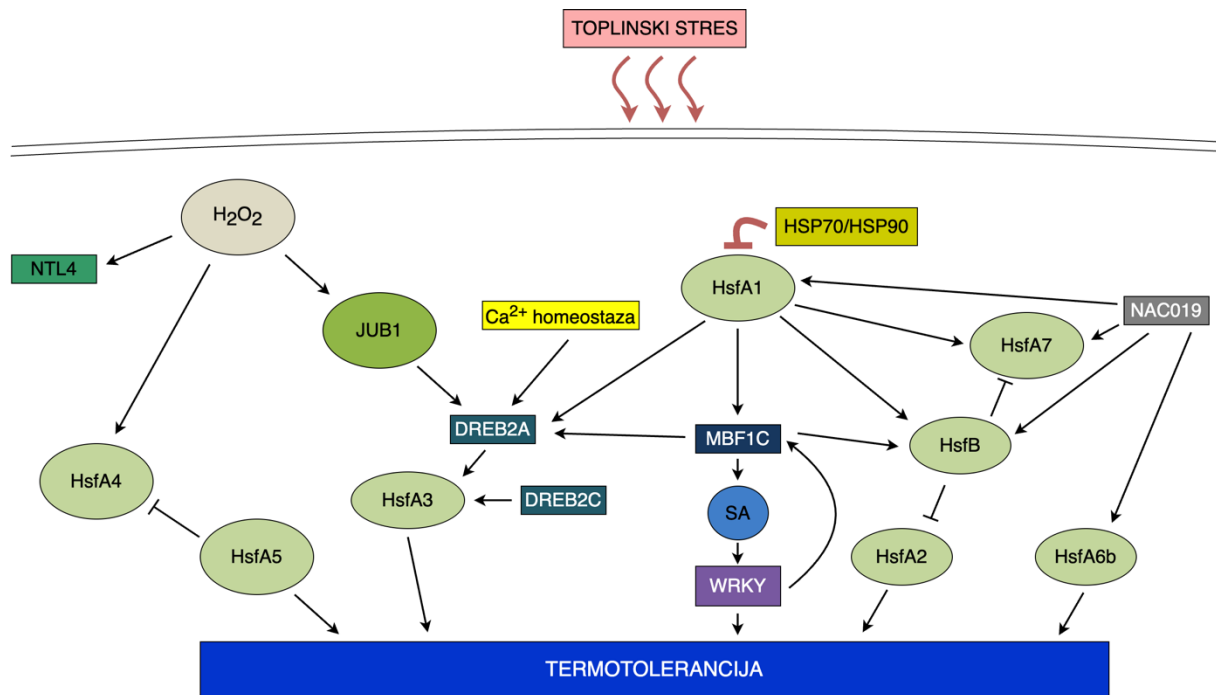 TOPLINSKI STRES
H₂O₂
HSP70/HSP90
NTL4
HsfA1
NAC019
JUB1
Ca²⁺ homeostaza
HsfA7
DREB2A
MBF1C
HsfB
HsfA4
HsfA3
DREB2C
SA
HsfA5
HsfA2
HsfA6b
WRKY
TERMOTOLERANCIJA